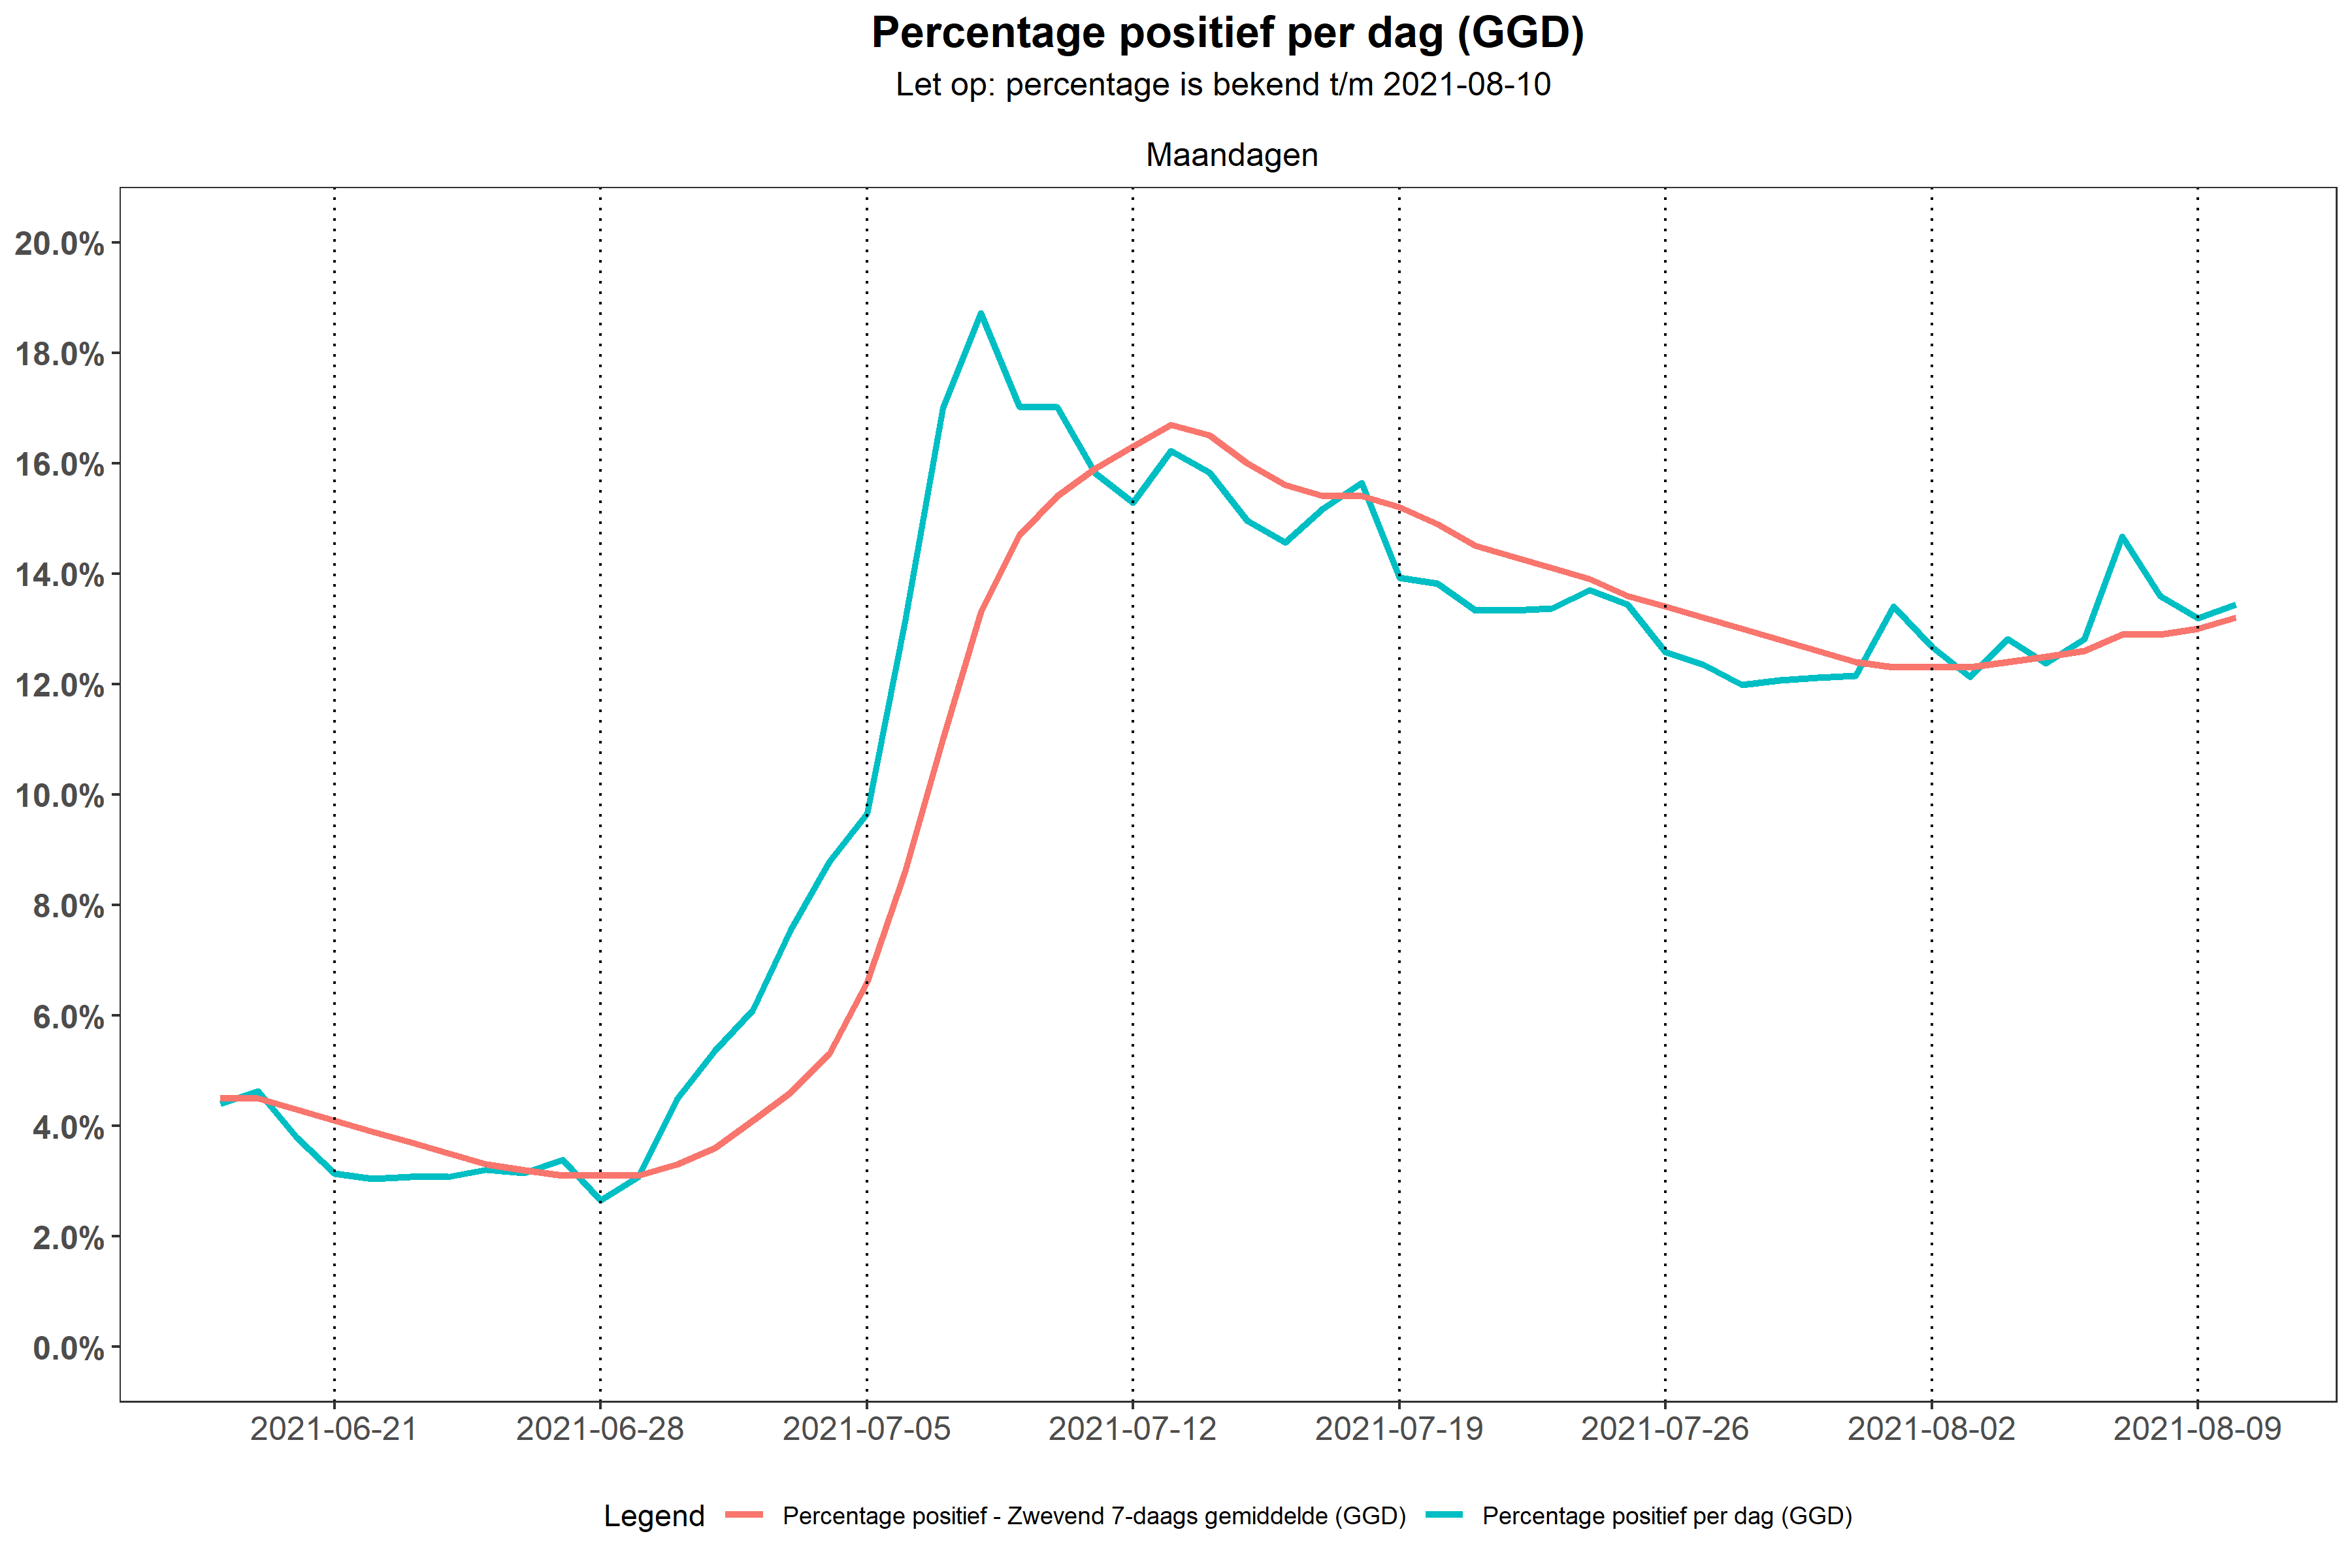 Percentage positief per dag (GGD)
Let op: percentage is bekend t/m 2021-08-10
Maandagen
20.0%
18.0%
16.0%
14.0%
12.0%
10.0%
8.0%
6.0%
4.0%
2.0%
0.0%
2021-06-21 2021-06-28 2021-07-05 2021-07-12 2021-07-19 2021-07-26 2021-08-02 2021-08-09
Legend Percentage positief - Zwevend 7-daags gemiddelde (GGD) Percentage positief per dag (GGD)